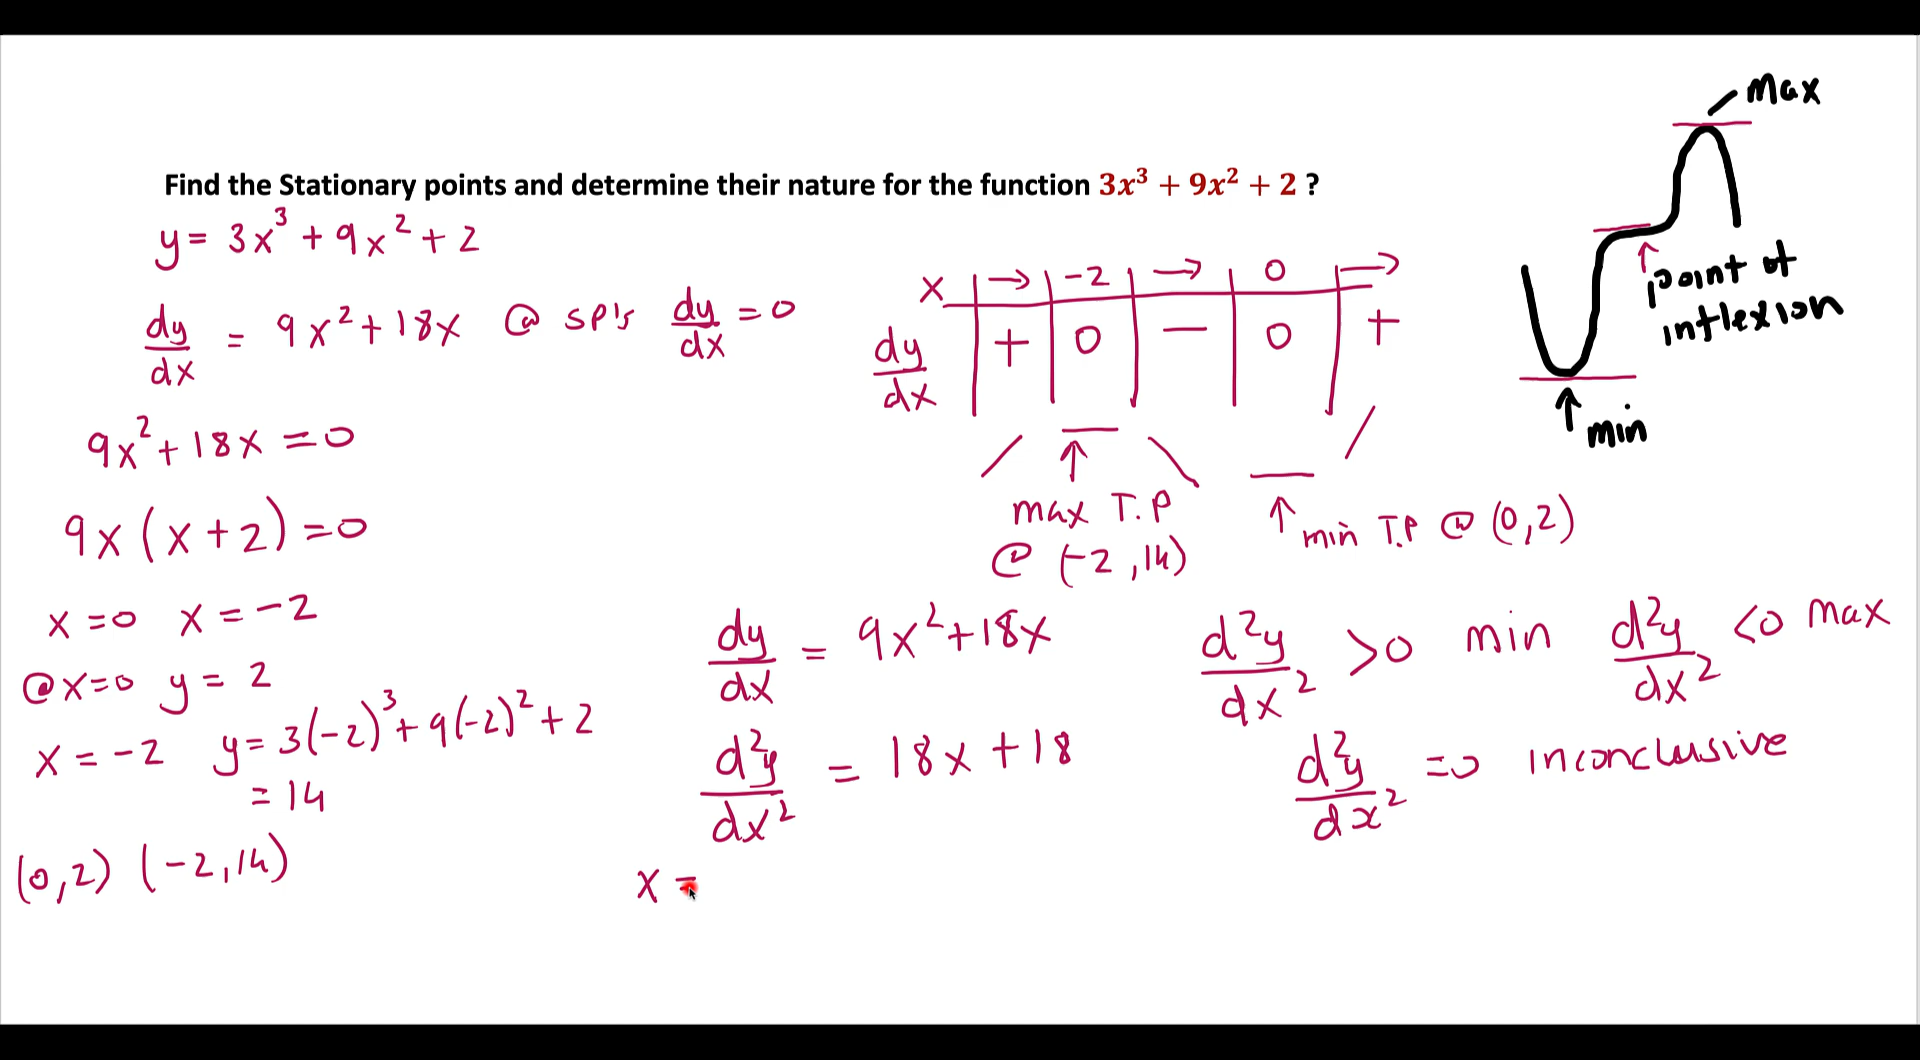 Find the Stationary points and determine their nature for the function 3x³ + 9x² + 2 ?
y = 3x³ + 9x² + 2
dy/dx = 9x² + 18x @ SP's dy/dx = 0
9x² + 18x = 0
9x(x+2) = 0
x = 0 x = -2
@x=0 y = 2
x = -2 y = 3(-2)³ + 9(-2)² + 2
= 14
(0,2) (-2,14)
x | → | -2 | → | 0 | →
dy/dx | + | 0 | − | 0 | +
max T.P
@ (-2,14)
min T.P @ (0,2)
dy/dx = 9x² + 18x
d²y/dx² = 18x + 18
x =
d²y/dx² > 0 min d²y/dx² < 0 max
d²y/dx² = 0 inconclusive
max
point of
inflexion
min